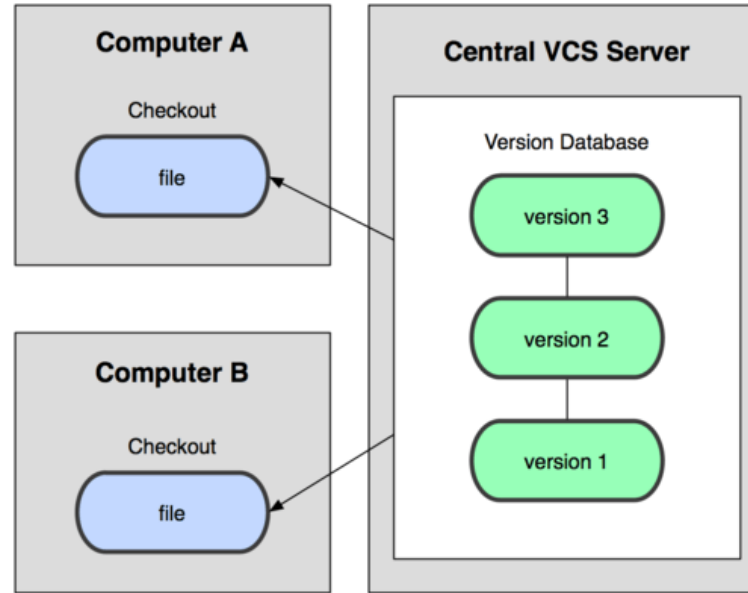 Computer A
Checkout
file
Computer B
Checkout
file
Central VCS Server
Version Database
version 3
version 2
version 1